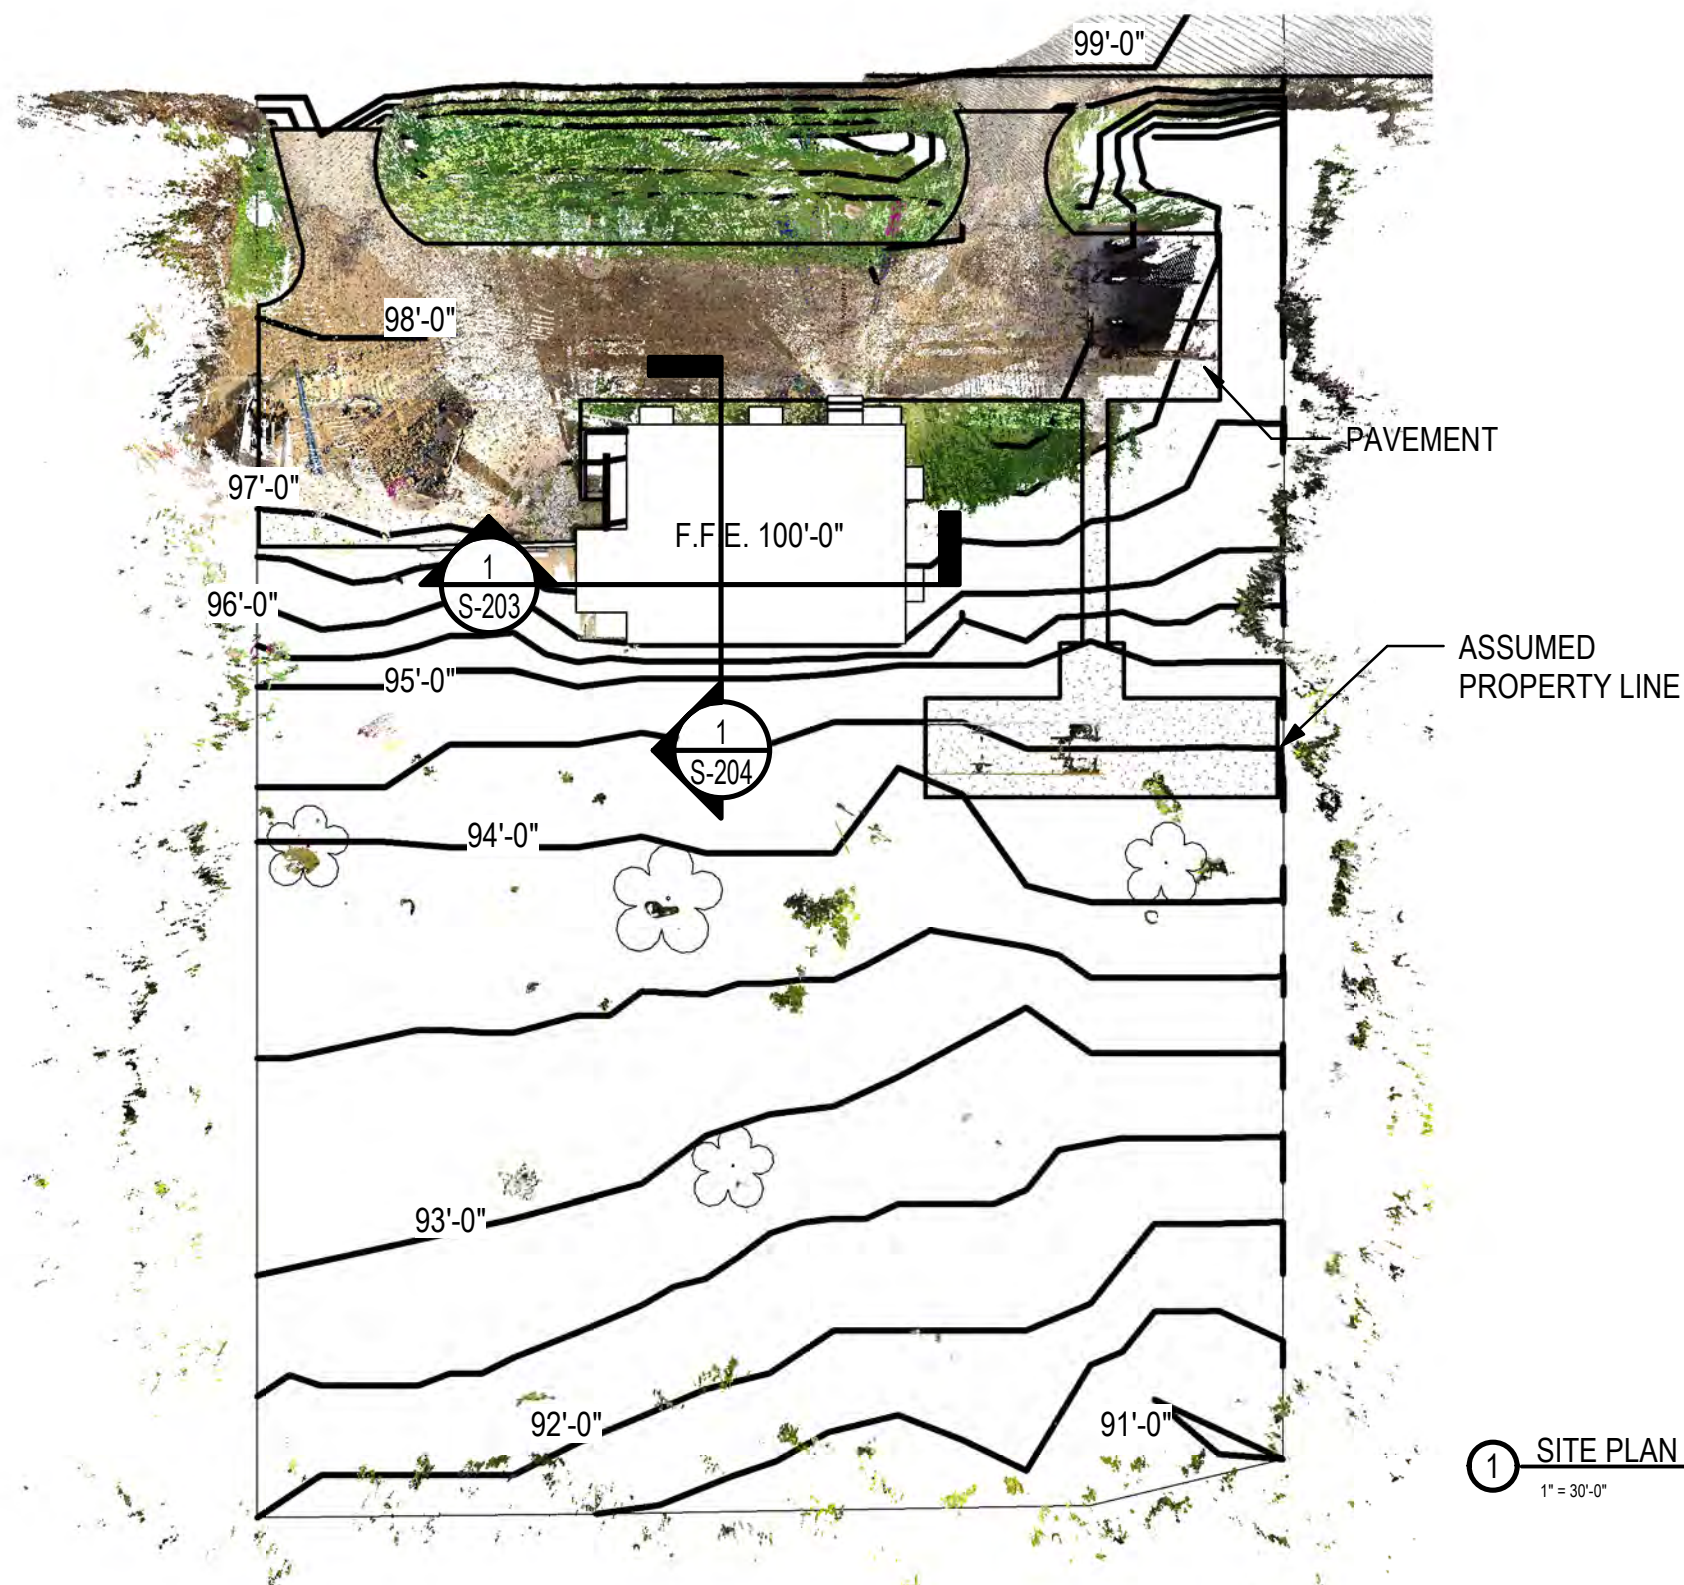 99'-0"
98'-0"
PAVEMENT
97'-0"
F.F.E. 100'-0"
1
S-203
96'-0"
ASSUMED
PROPERTY LINE
95'-0"
1
S-204
94'-0"
93'-0"
92'-0"
91'-0"
1 SITE PLAN
1" = 30'-0"